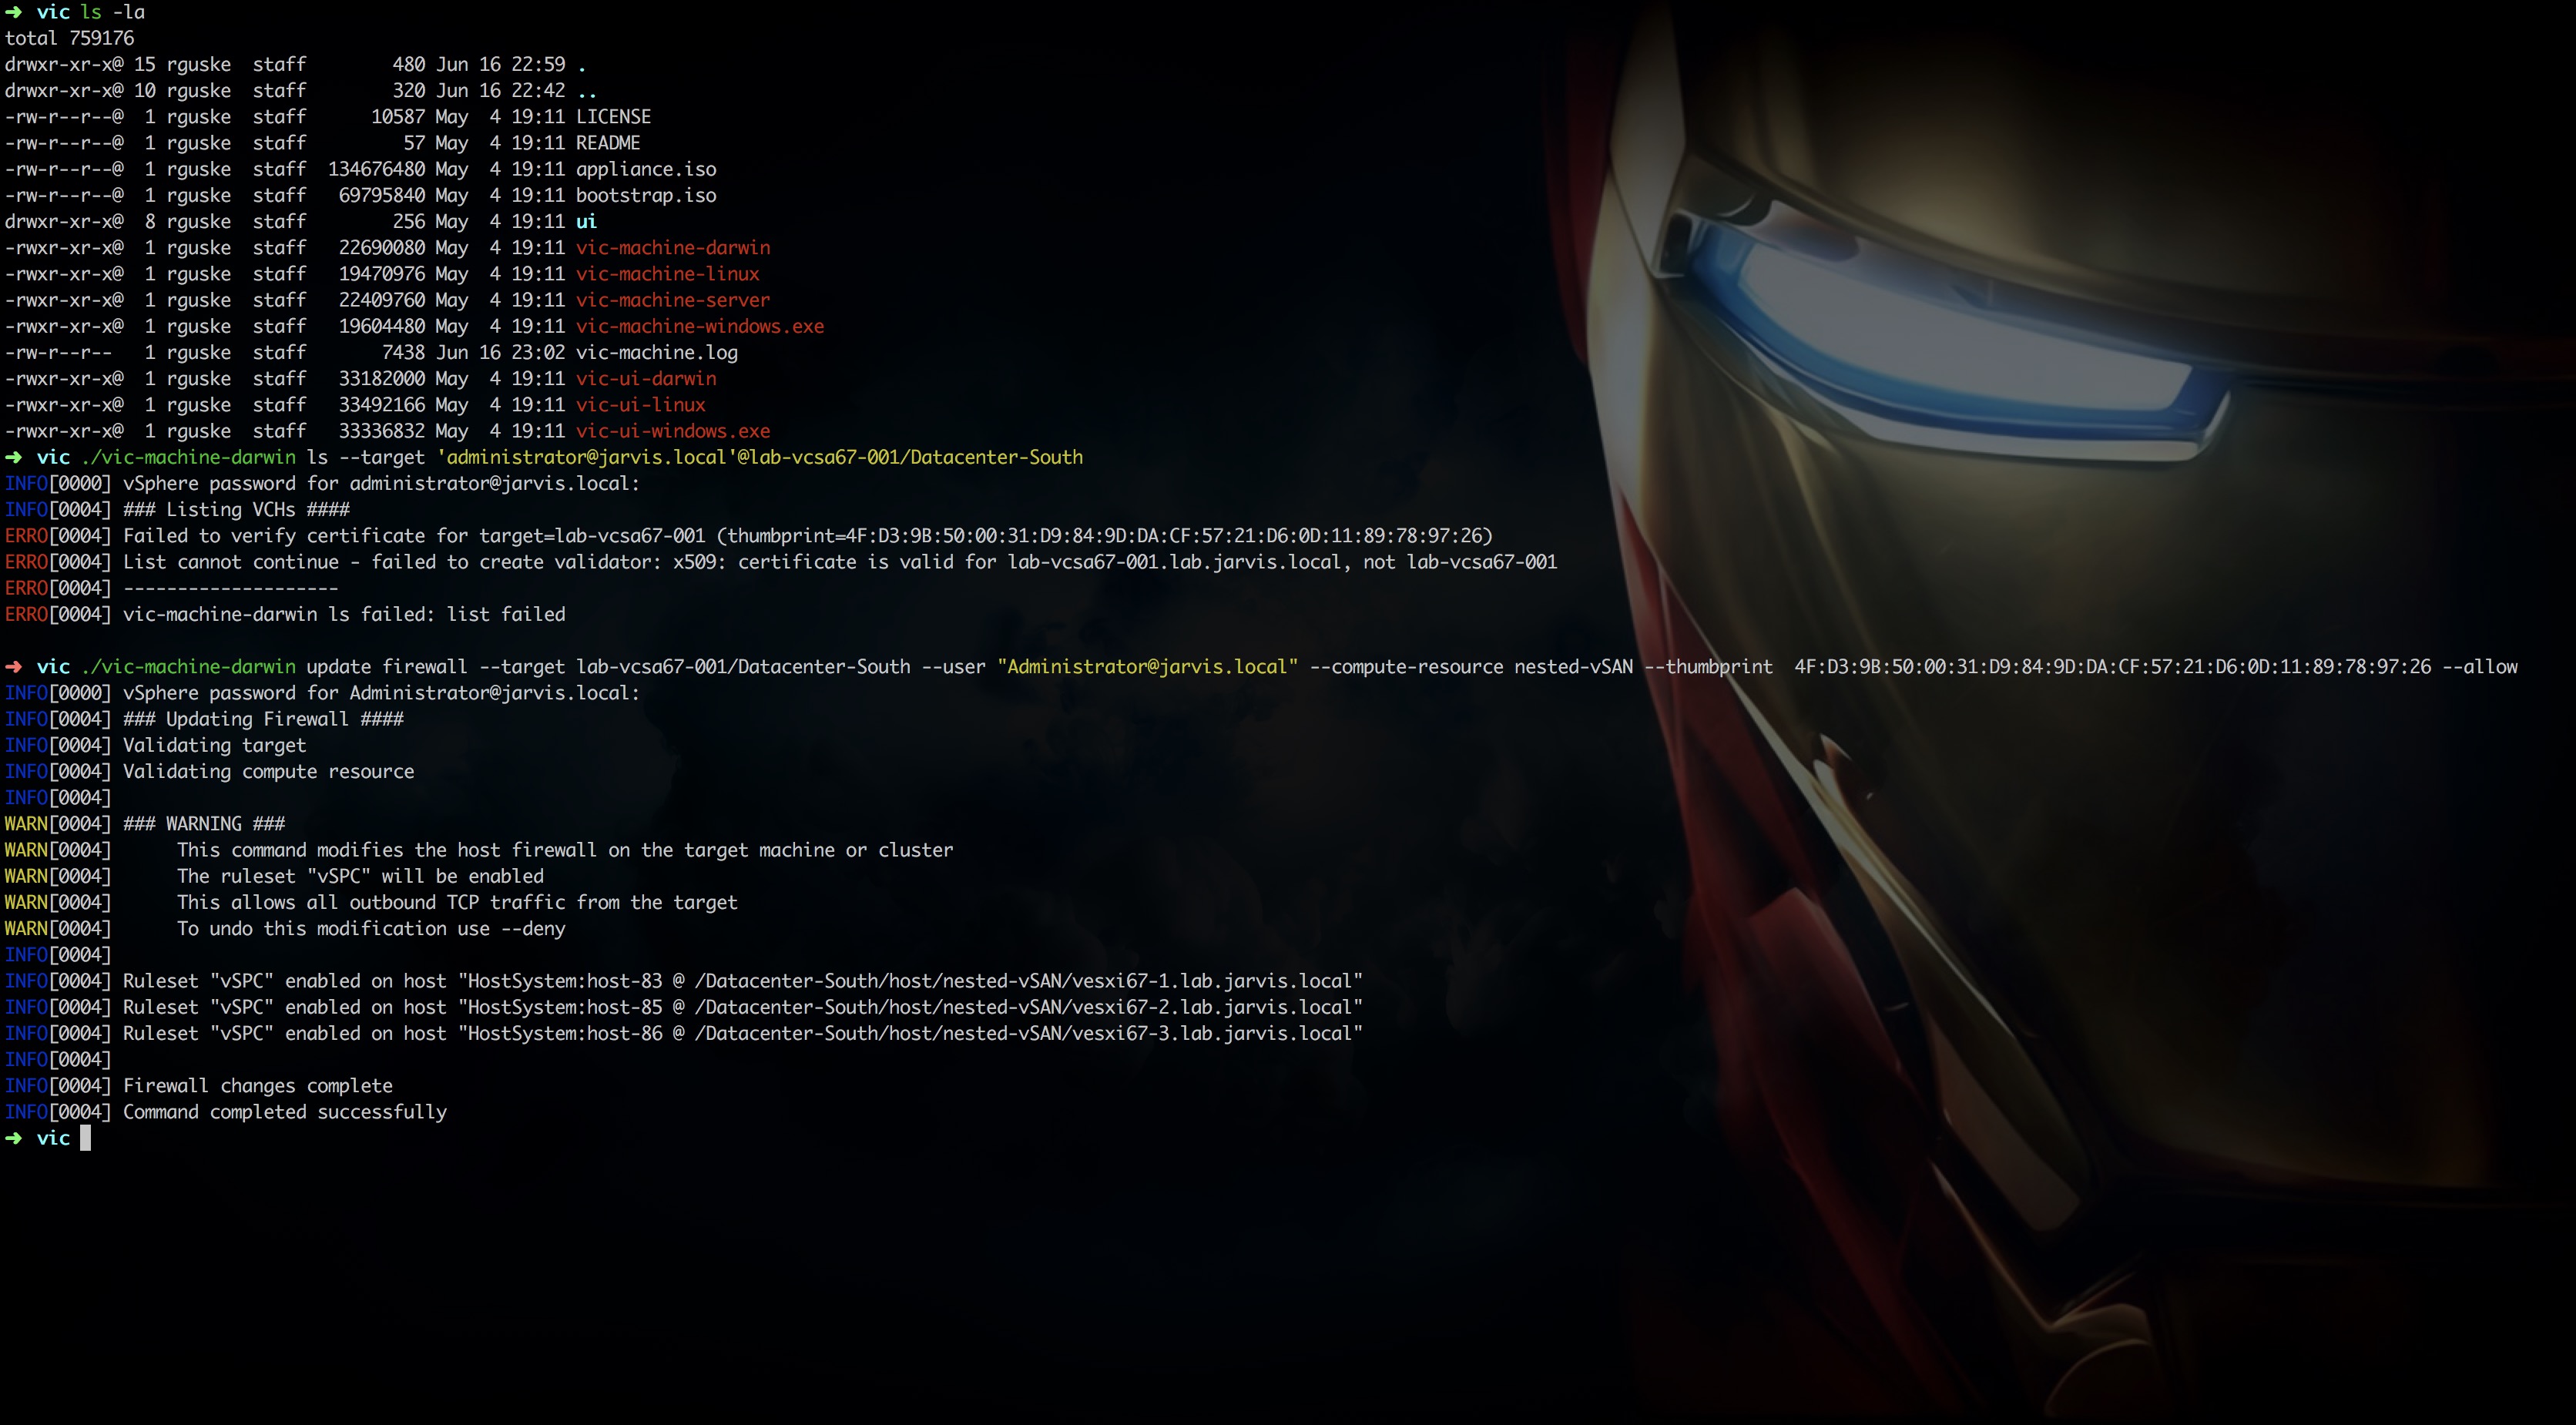 ➜ vic ls -la
total 759176
drwxr-xr-x@ 15 rguske  staff        480 Jun 16 22:59 .
drwxr-xr-x@ 10 rguske  staff        320 Jun 16 22:42 ..
-rw-r--r--@  1 rguske  staff      10587 May  4 19:11 LICENSE
-rw-r--r--@  1 rguske  staff         57 May  4 19:11 README
-rw-r--r--@  1 rguske  staff  134676480 May  4 19:11 appliance.iso
-rw-r--r--@  1 rguske  staff   69795840 May  4 19:11 bootstrap.iso
drwxr-xr-x@  8 rguske  staff        256 May  4 19:11 ui
-rwxr-xr-x@  1 rguske  staff   22690080 May  4 19:11 vic-machine-darwin
-rwxr-xr-x@  1 rguske  staff   19470976 May  4 19:11 vic-machine-linux
-rwxr-xr-x@  1 rguske  staff   22409760 May  4 19:11 vic-machine-server
-rwxr-xr-x@  1 rguske  staff   19604480 May  4 19:11 vic-machine-windows.exe
-rw-r--r--   1 rguske  staff       7438 Jun 16 23:02 vic-machine.log
-rwxr-xr-x@  1 rguske  staff   33182000 May  4 19:11 vic-ui-darwin
-rwxr-xr-x@  1 rguske  staff   33492166 May  4 19:11 vic-ui-linux
-rwxr-xr-x@  1 rguske  staff   33336832 May  4 19:11 vic-ui-windows.exe
➜ vic ./vic-machine-darwin ls --target 'administrator@jarvis.local'@lab-vcsa67-001/Datacenter-South
INFO[0000] vSphere password for administrator@jarvis.local:
INFO[0004] ### Listing VCHs ####
ERRO[0004] Failed to verify certificate for target=lab-vcsa67-001 (thumbprint=4F:D3:9B:50:00:31:D9:84:9D:DA:CF:57:21:D6:0D:11:89:78:97:26)
ERRO[0004] List cannot continue - failed to create validator: x509: certificate is valid for lab-vcsa67-001.lab.jarvis.local, not lab-vcsa67-001
ERRO[0004] --------------------
ERRO[0004] vic-machine-darwin ls failed: list failed
➜ vic ./vic-machine-darwin update firewall --target lab-vcsa67-001/Datacenter-South --user "Administrator@jarvis.local" --compute-resource nested-vSAN --thumbprint  4F:D3:9B:50:00:31:D9:84:9D:DA:CF:57:21:D6:0D:11:89:78:97:26 --allow
INFO[0000] vSphere password for Administrator@jarvis.local:
INFO[0004] ### Updating Firewall ####
INFO[0004] Validating target
INFO[0004] Validating compute resource
INFO[0004]
WARN[0004] ### WARNING ###
WARN[0004]      This command modifies the host firewall on the target machine or cluster
WARN[0004]      The ruleset "vSPC" will be enabled
WARN[0004]      This allows all outbound TCP traffic from the target
WARN[0004]      To undo this modification use --deny
INFO[0004]
INFO[0004] Ruleset "vSPC" enabled on host "HostSystem:host-83 @ /Datacenter-South/host/nested-vSAN/vesxi67-1.lab.jarvis.local"
INFO[0004] Ruleset "vSPC" enabled on host "HostSystem:host-85 @ /Datacenter-South/host/nested-vSAN/vesxi67-2.lab.jarvis.local"
INFO[0004] Ruleset "vSPC" enabled on host "HostSystem:host-86 @ /Datacenter-South/host/nested-vSAN/vesxi67-3.lab.jarvis.local"
INFO[0004]
INFO[0004] Firewall changes complete
INFO[0004] Command completed successfully
➜ vic